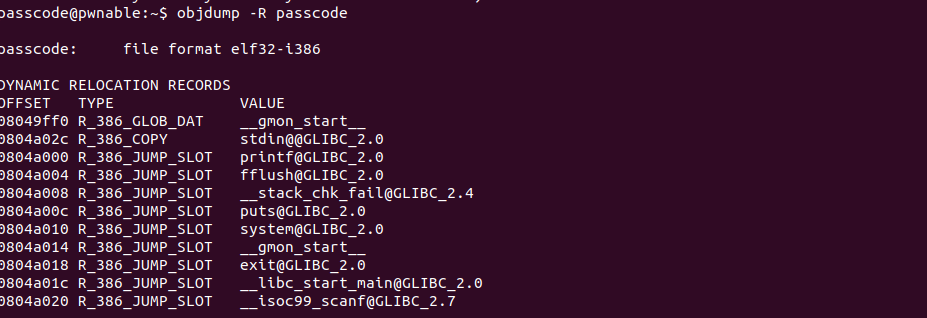 passcode@pwnable:~$ objdump -R passcode
passcode:     file format elf32-i386
DYNAMIC RELOCATION RECORDS
OFFSET   TYPE              VALUE
08049ff0 R_386_GLOB_DAT    __gmon_start__
0804a02c R_386_COPY        stdin@@GLIBC_2.0
0804a000 R_386_JUMP_SLOT   printf@GLIBC_2.0
0804a004 R_386_JUMP_SLOT   fflush@GLIBC_2.0
0804a008 R_386_JUMP_SLOT   __stack_chk_fail@GLIBC_2.4
0804a00c R_386_JUMP_SLOT   puts@GLIBC_2.0
0804a010 R_386_JUMP_SLOT   system@GLIBC_2.0
0804a014 R_386_JUMP_SLOT   __gmon_start__
0804a018 R_386_JUMP_SLOT   exit@GLIBC_2.0
0804a01c R_386_JUMP_SLOT   __libc_start_main@GLIBC_2.0
0804a020 R_386_JUMP_SLOT   __isoc99_scanf@GLIBC_2.7